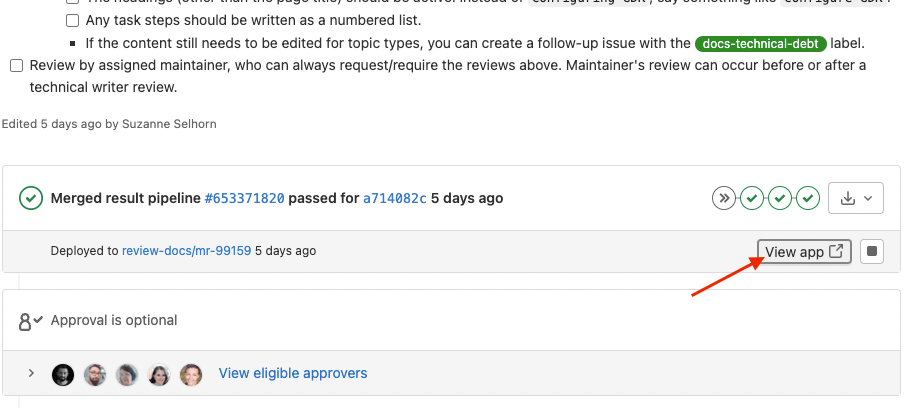 Any task steps should be written as a numbered list.
If the content still needs to be edited for topic types, you can create a follow-up issue with the docs-technical-debt label.
Review by assigned maintainer, who can always request/require the reviews above. Maintainer's review can occur before or after a
technical writer review.
Edited 5 days ago by Suzanne Selhorn
Merged result pipeline #653371820 passed for a714082c 5 days ago
Deployed to review-docs/mr-99159 5 days ago
View app
Approval is optional
View eligible approvers